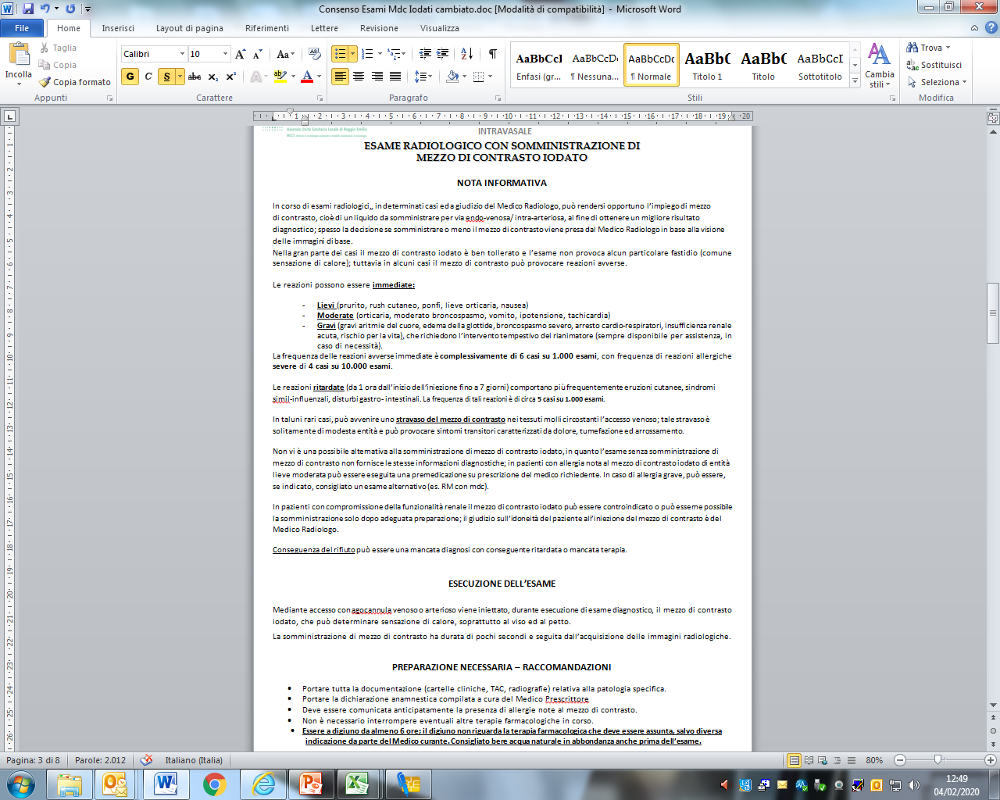 Consenso Esami Mdc Iodati cambiato.doc [Modalità di compatibilità] - Microsoft Word
File Home Inserisci Layout di pagina Riferimenti Lettere Revisione Visualizza
Incolla
Taglia
Copia
Copia formato
Appunti
Calibri 10
G C S abc x₂ x²
Carattere
Paragrafo
AaBbCcI AaBbCcDc AaBbCcDc AaBbC AaBbC AaBbCcI
Enfasi (gr... ¶ Nessuna... ¶ Normale Titolo 1 Titolo Sottotitolo
Stili
Cambia
stili
Trova
Sostituisci
Seleziona
Modifica
1 2 3 4 5 6 7 8 9 10 11 12 13 14 15 16 17 18 19 20
Azienda Unità Sanitaria Locale di Reggio Emilia
INTRAVASALE
ESAME RADIOLOGICO CON SOMMINISTRAZIONE DI
MEZZO DI CONTRASTO IODATO
NOTA INFORMATIVA
In corso di esami radiologici,, in determinati casi ed a giudizio del Medico Radiologo, può rendersi opportuno l'impiego di mezzo
di contrasto, cioè di un liquido da somministrare per via endo-venosa/ intra-arteriosa, al fine di ottenere un migliore risultato
diagnostico; spesso la decisione se somministrare o meno il mezzo di contrasto viene presa dal Medico Radiologo in base alla visione
delle immagini di base.
Nella gran parte dei casi il mezzo di contrasto iodato è ben tollerato e l'esame non provoca alcun particolare fastidio (comune
sensazione di calore); tuttavia in alcuni casi il mezzo di contrasto può provocare reazioni avverse.
Le reazioni possono essere immediate:
- Lievi (prurito, rush cutaneo, ponfi, lieve orticaria, nausea)
- Moderate (orticaria, moderato broncospasmo, vomito, ipotensione, tachicardia)
- Gravi (gravi aritmie del cuore, edema della glottide, broncospasmo severo, arresto cardio-respiratori, insufficienza renale
acuta, rischio per la vita), che richiedono l'intervento tempestivo del rianimatore (sempre disponibile per assistenza, in
caso di necessità).
La frequenza delle reazioni avverse immediate è complessivamente di 6 casi su 1.000 esami, con frequenza di reazioni allergiche
severe di 4 casi su 10.000 esami.
Le reazioni ritardate (da 1 ora dall'inizio dell'iniezione fino a 7 giorni) comportano più frequentemente eruzioni cutanee, sindromi
simil-influenzali, disturbi gastro- intestinali. La frequenza di tali reazioni è di circa 5 casi su 1.000 esami.
In taluni rari casi, può avvenire uno stravaso del mezzo di contrasto nei tessuti molli circostanti l'accesso venoso; tale stravaso è
solitamente di modesta entità e può provocare sintomi transitori caratterizzati da dolore, tumefazione ed arrossamento.
Non vi è una possibile alternativa alla somministrazione di mezzo di contrasto iodato, in quanto l'esame senza somministrazione di
mezzo di contrasto non fornisce le stesse informazioni diagnostiche; in pazienti con allergia nota al mezzo di contrasto iodato di entità
lieve moderata può essere eseguita una premedicazione su prescrizione del medico richiedente. In caso di allergia grave, può essere,
se indicato, consigliato un esame alternativo (es. RM con mdc).
In pazienti con compromissione della funzionalità renale il mezzo di contrasto iodato può essere controindicato o può esserne possibile
la somministrazione solo dopo adeguata preparazione; il giudizio sull'idoneità del paziente all'iniezione del mezzo di contrasto è del
Medico Radiologo.
Conseguenza del rifiuto può essere una mancata diagnosi con conseguente ritardata o mancata terapia.
ESECUZIONE DELL'ESAME
Mediante accesso con agocannula venoso o arterioso viene iniettato, durante esecuzione di esame diagnostico, il mezzo di contrasto
iodato, che può determinare sensazione di calore, soprattutto al viso ed al petto.
La somministrazione di mezzo di contrasto ha durata di pochi secondi e seguita dall'acquisizione delle immagini radiologiche.
PREPARAZIONE NECESSARIA – RACCOMANDAZIONI
• Portare tutta la documentazione (cartelle cliniche, TAC, radiografie) relativa alla patologia specifica.
• Portare la dichiarazione anamnestica compilata a cura del Medico Prescrittore
• Deve essere comunicata anticipatamente la presenza di allergie note al mezzo di contrasto.
• Non è necessario interrompere eventuali altre terapie farmacologiche in corso.
• Essere a digiuno da almeno 6 ore; il digiuno non riguarda la terapia farmacologica che deve essere assunta, salvo diversa
indicazione da parte del Medico curante. Consigliato bere acqua naturale in abbondanza anche prima dell'esame.
Pagina: 3 di 8 Parole: 2.012 Italiano (Italia) 80%
12:49
04/02/2020